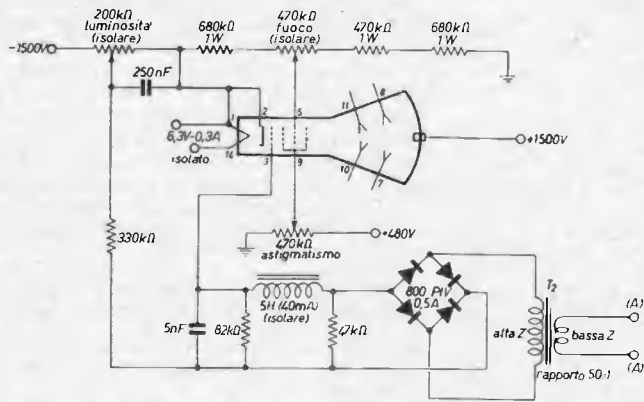 200kΩ
luminosità
(isolare)
680kΩ
1W
470kΩ
fuoco
(isolare)
470kΩ
1W
680kΩ
1W
-1500V
250nF
1
2
5
11
8
6,3V-0,3A
isolato
14
3
9
10
7
+1500V
330kΩ
+480V
470kΩ
astigmatismo
5H (40mA)
(isolare)
800 PIV
0,5A
T2
5nF
82kΩ
47kΩ
alta Z
bassa Z
(A)
(A)
rapporto 50:1